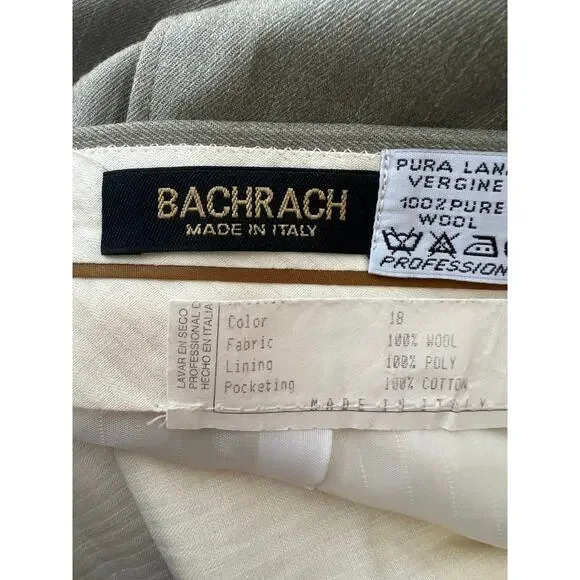 BACHRACH
MADE IN ITALY
PURA LANA
VERGINE
100% PURE
WOOL
PROFESSION
LAVAR EN SECO
PROFESSIONAL D
HECHO EN ITALIA
Color 18
Fabric 100% WOOL
Lining 100% POLY
Pocketing 100% COTTON
MADE IN ITALY